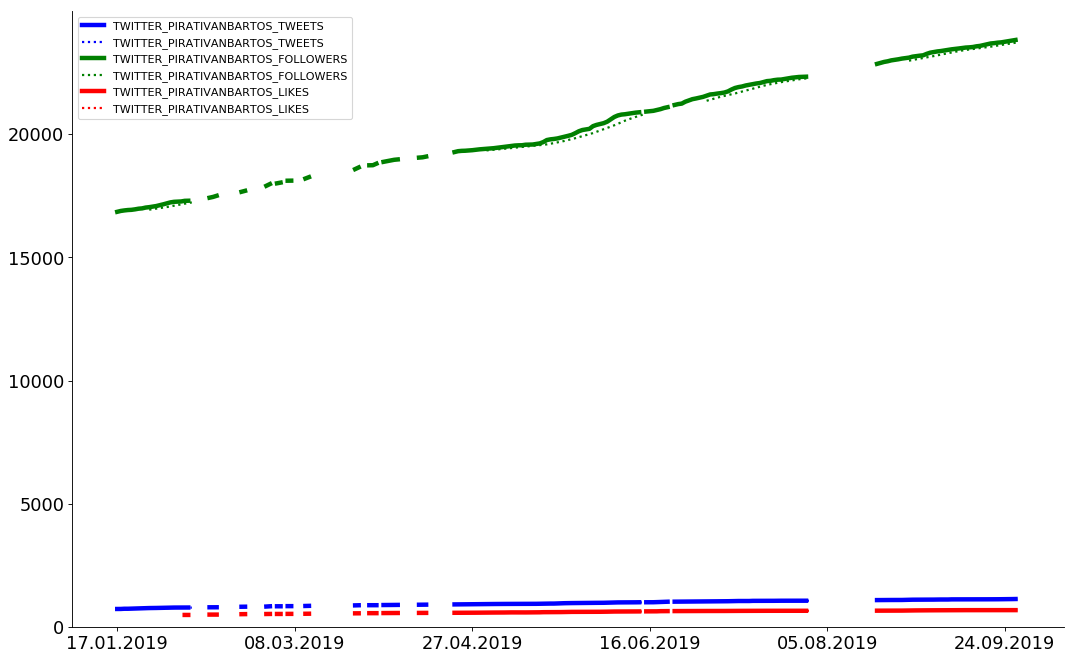 TWITTER_PIRATIVANBARTOS_TWEETS
TWITTER_PIRATIVANBARTOS_TWEETS
TWITTER_PIRATIVANBARTOS_FOLLOWERS
TWITTER_PIRATIVANBARTOS_FOLLOWERS
TWITTER_PIRATIVANBARTOS_LIKES
TWITTER_PIRATIVANBARTOS_LIKES
20000
15000
10000
5000
0
17.01.2019 08.03.2019 27.04.2019 16.06.2019 05.08.2019 24.09.2019